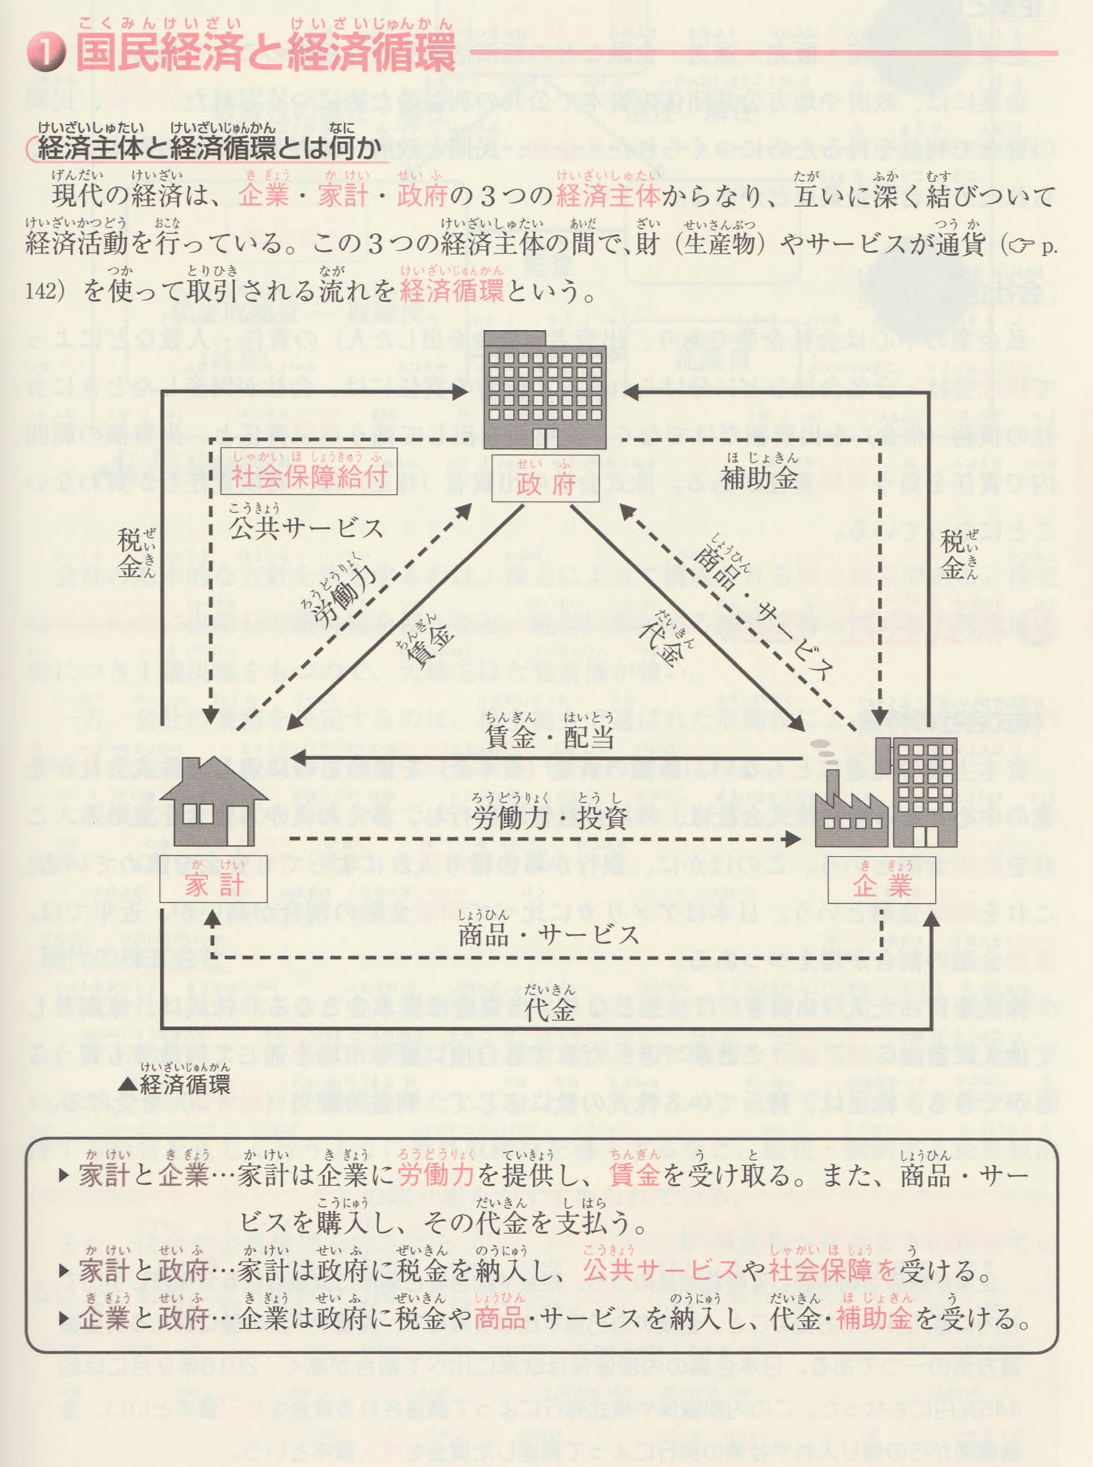 1 国民経済と経済循環
経済主体と経済循環とは何か
現代の経済は、企業・家計・政府の3つの経済主体からなり、互いに深く結びついて
経済活動を行っている。この3つの経済主体の間で、財（生産物）やサービスが通貨（☞ p.
142）を使って取引される流れを経済循環という。
社会保障給付
政府
補助金
公共サービス
税金
税金
労働力
賃金
商品・サービス
代金
賃金・配当
労働力・投資
家計
企業
商品・サービス
代金
▲経済循環
▶家計と企業…家計は企業に労働力を提供し、賃金を受け取る。また、商品・サー
ビスを購入し、その代金を支払う。
▶家計と政府…家計は政府に税金を納入し、公共サービスや社会保障を受ける。
▶企業と政府…企業は政府に税金や商品・サービスを納入し、代金・補助金を受ける。